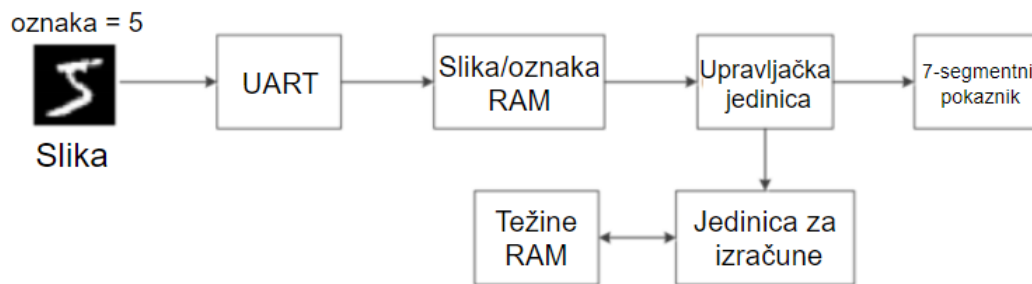 oznaka = 5
Slika
UART
Slika/oznaka
RAM
Upravljačka
jedinica
7-segmentni
pokaznik
Težine
RAM
Jedinica za
izračune